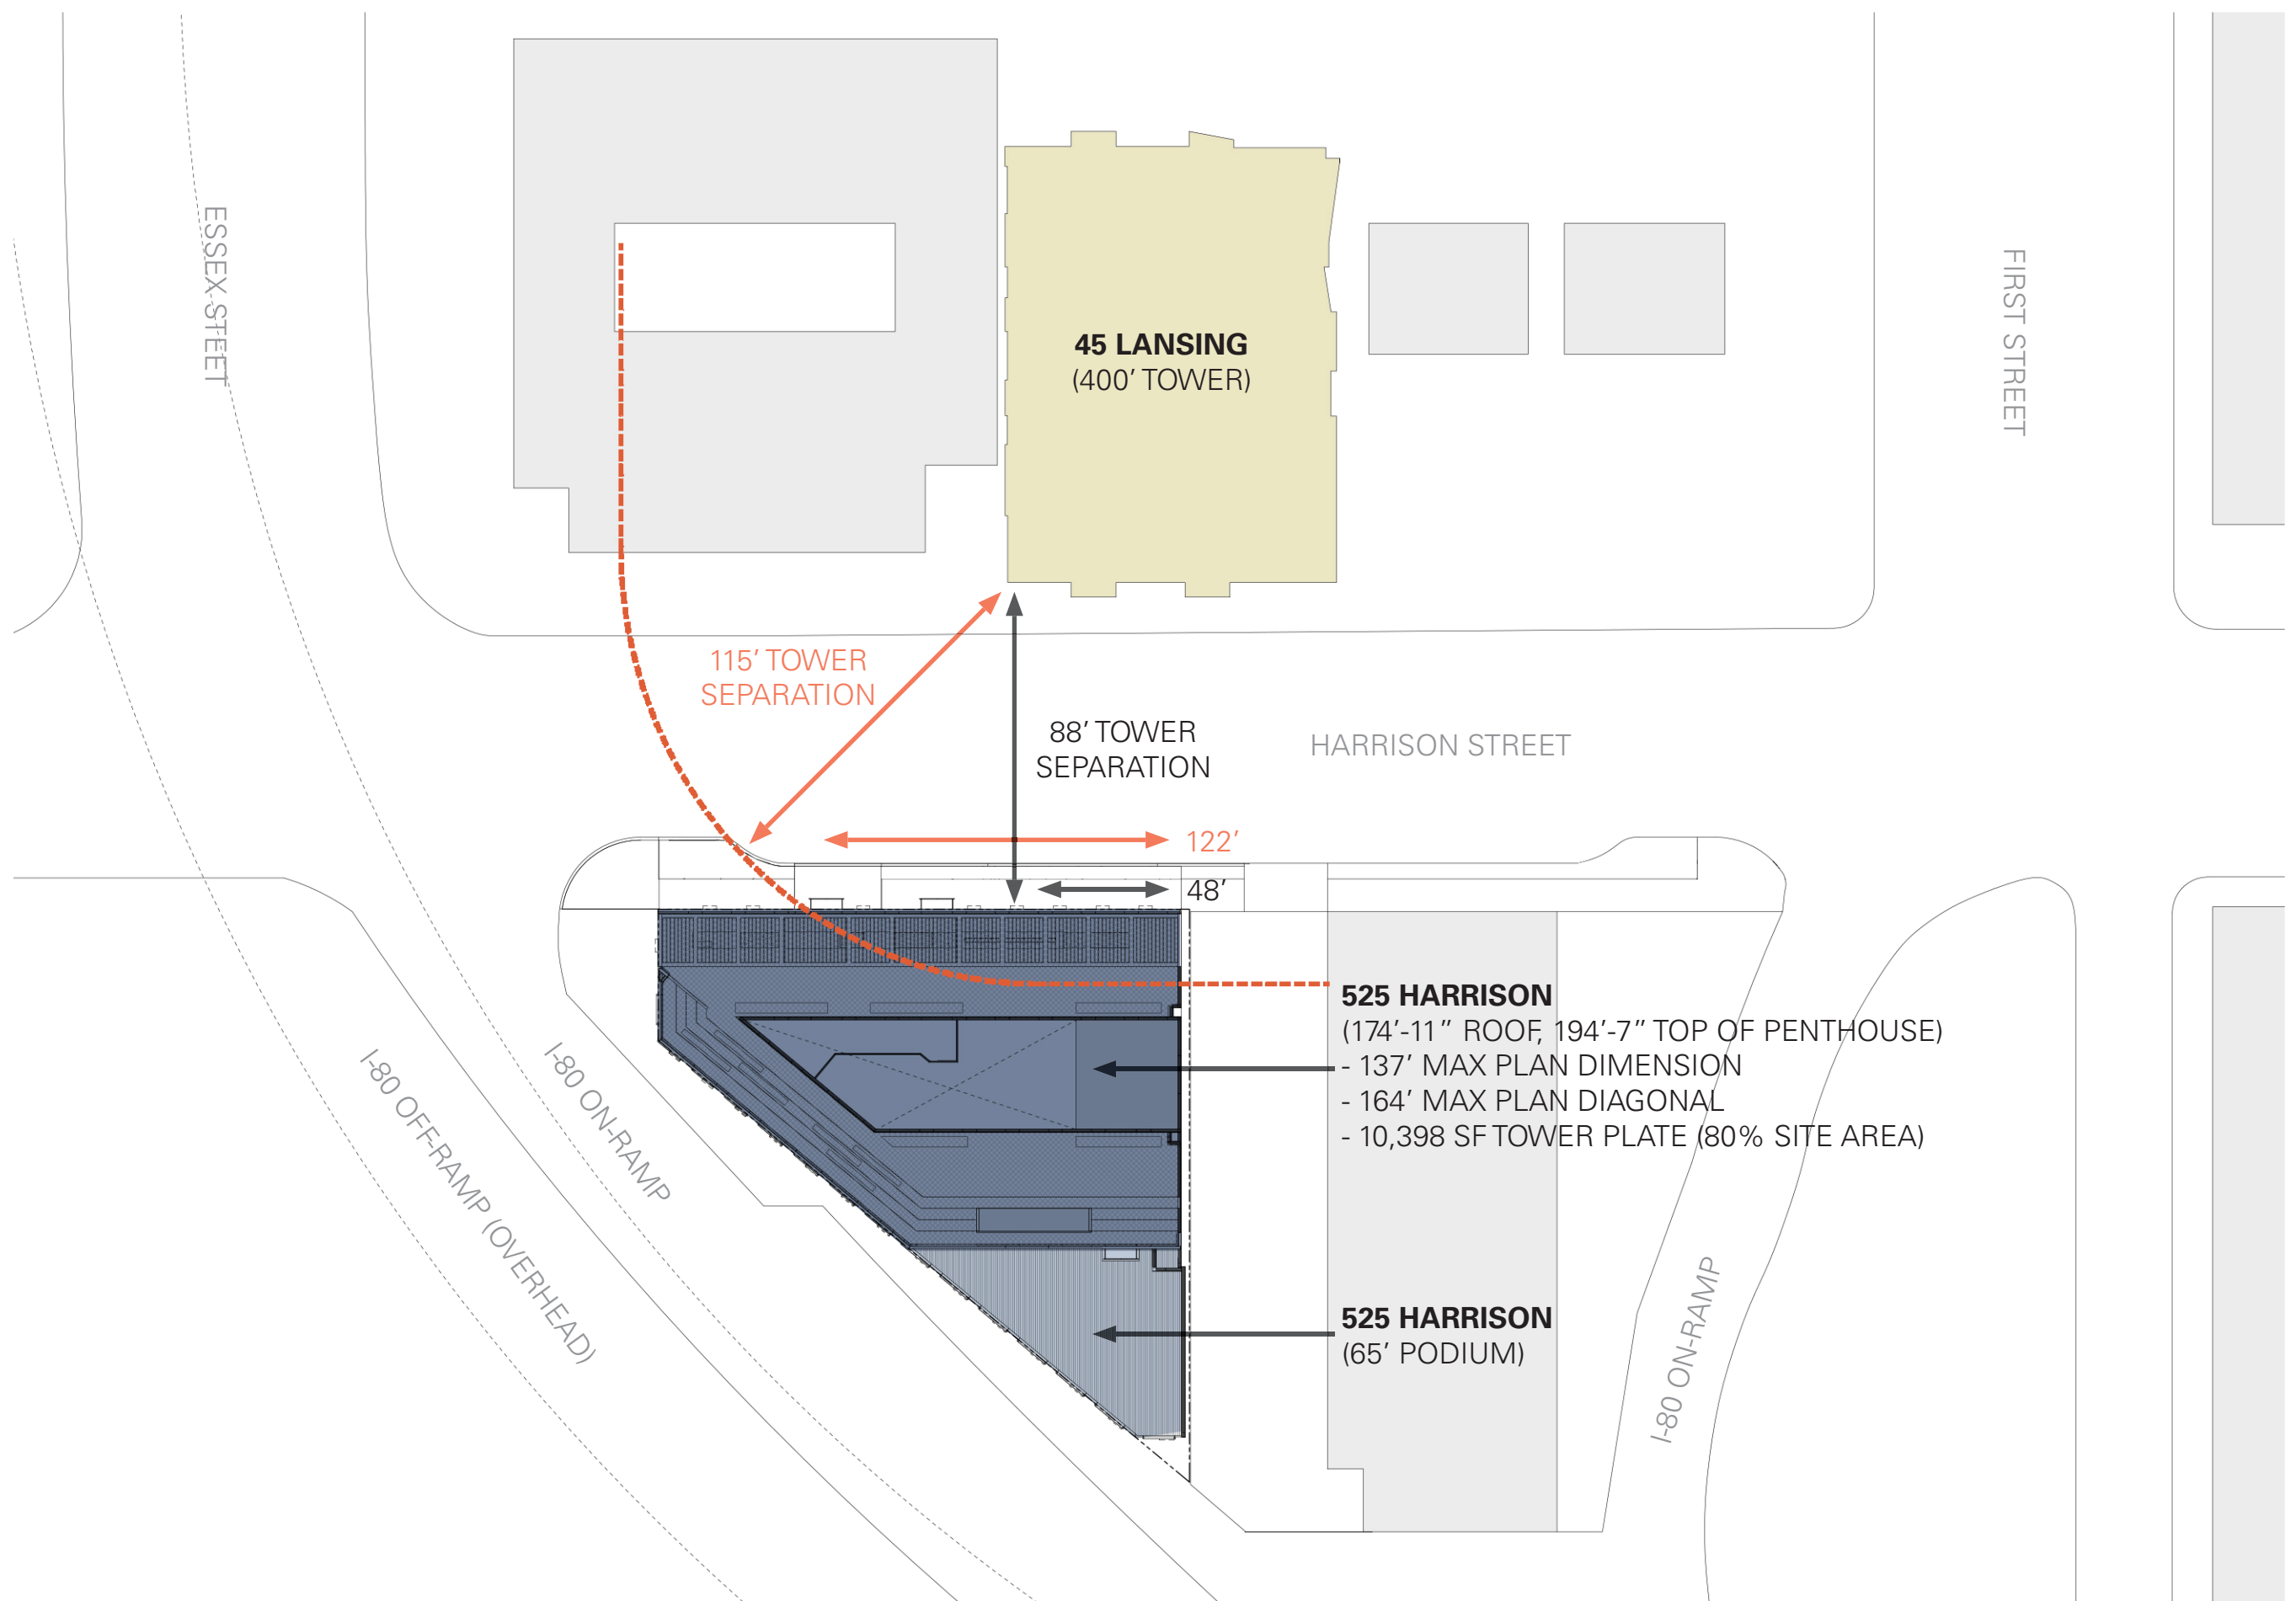 ESSEX STEET
FIRST STREET
45 LANSING
(400’ TOWER)
115’ TOWER
SEPARATION
88’ TOWER
SEPARATION
HARRISON STREET
122’
48’
525 HARRISON
(174’-11” ROOF, 194’-7” TOP OF PENTHOUSE)
- 137’ MAX PLAN DIMENSION
- 164’ MAX PLAN DIAGONAL
- 10,398 SF TOWER PLATE (80% SITE AREA)
I-80 OFF-RAMP (OVERHEAD)
I-80 ON-RAMP
525 HARRISON
(65’ PODIUM)
I-80 ON-RAMP